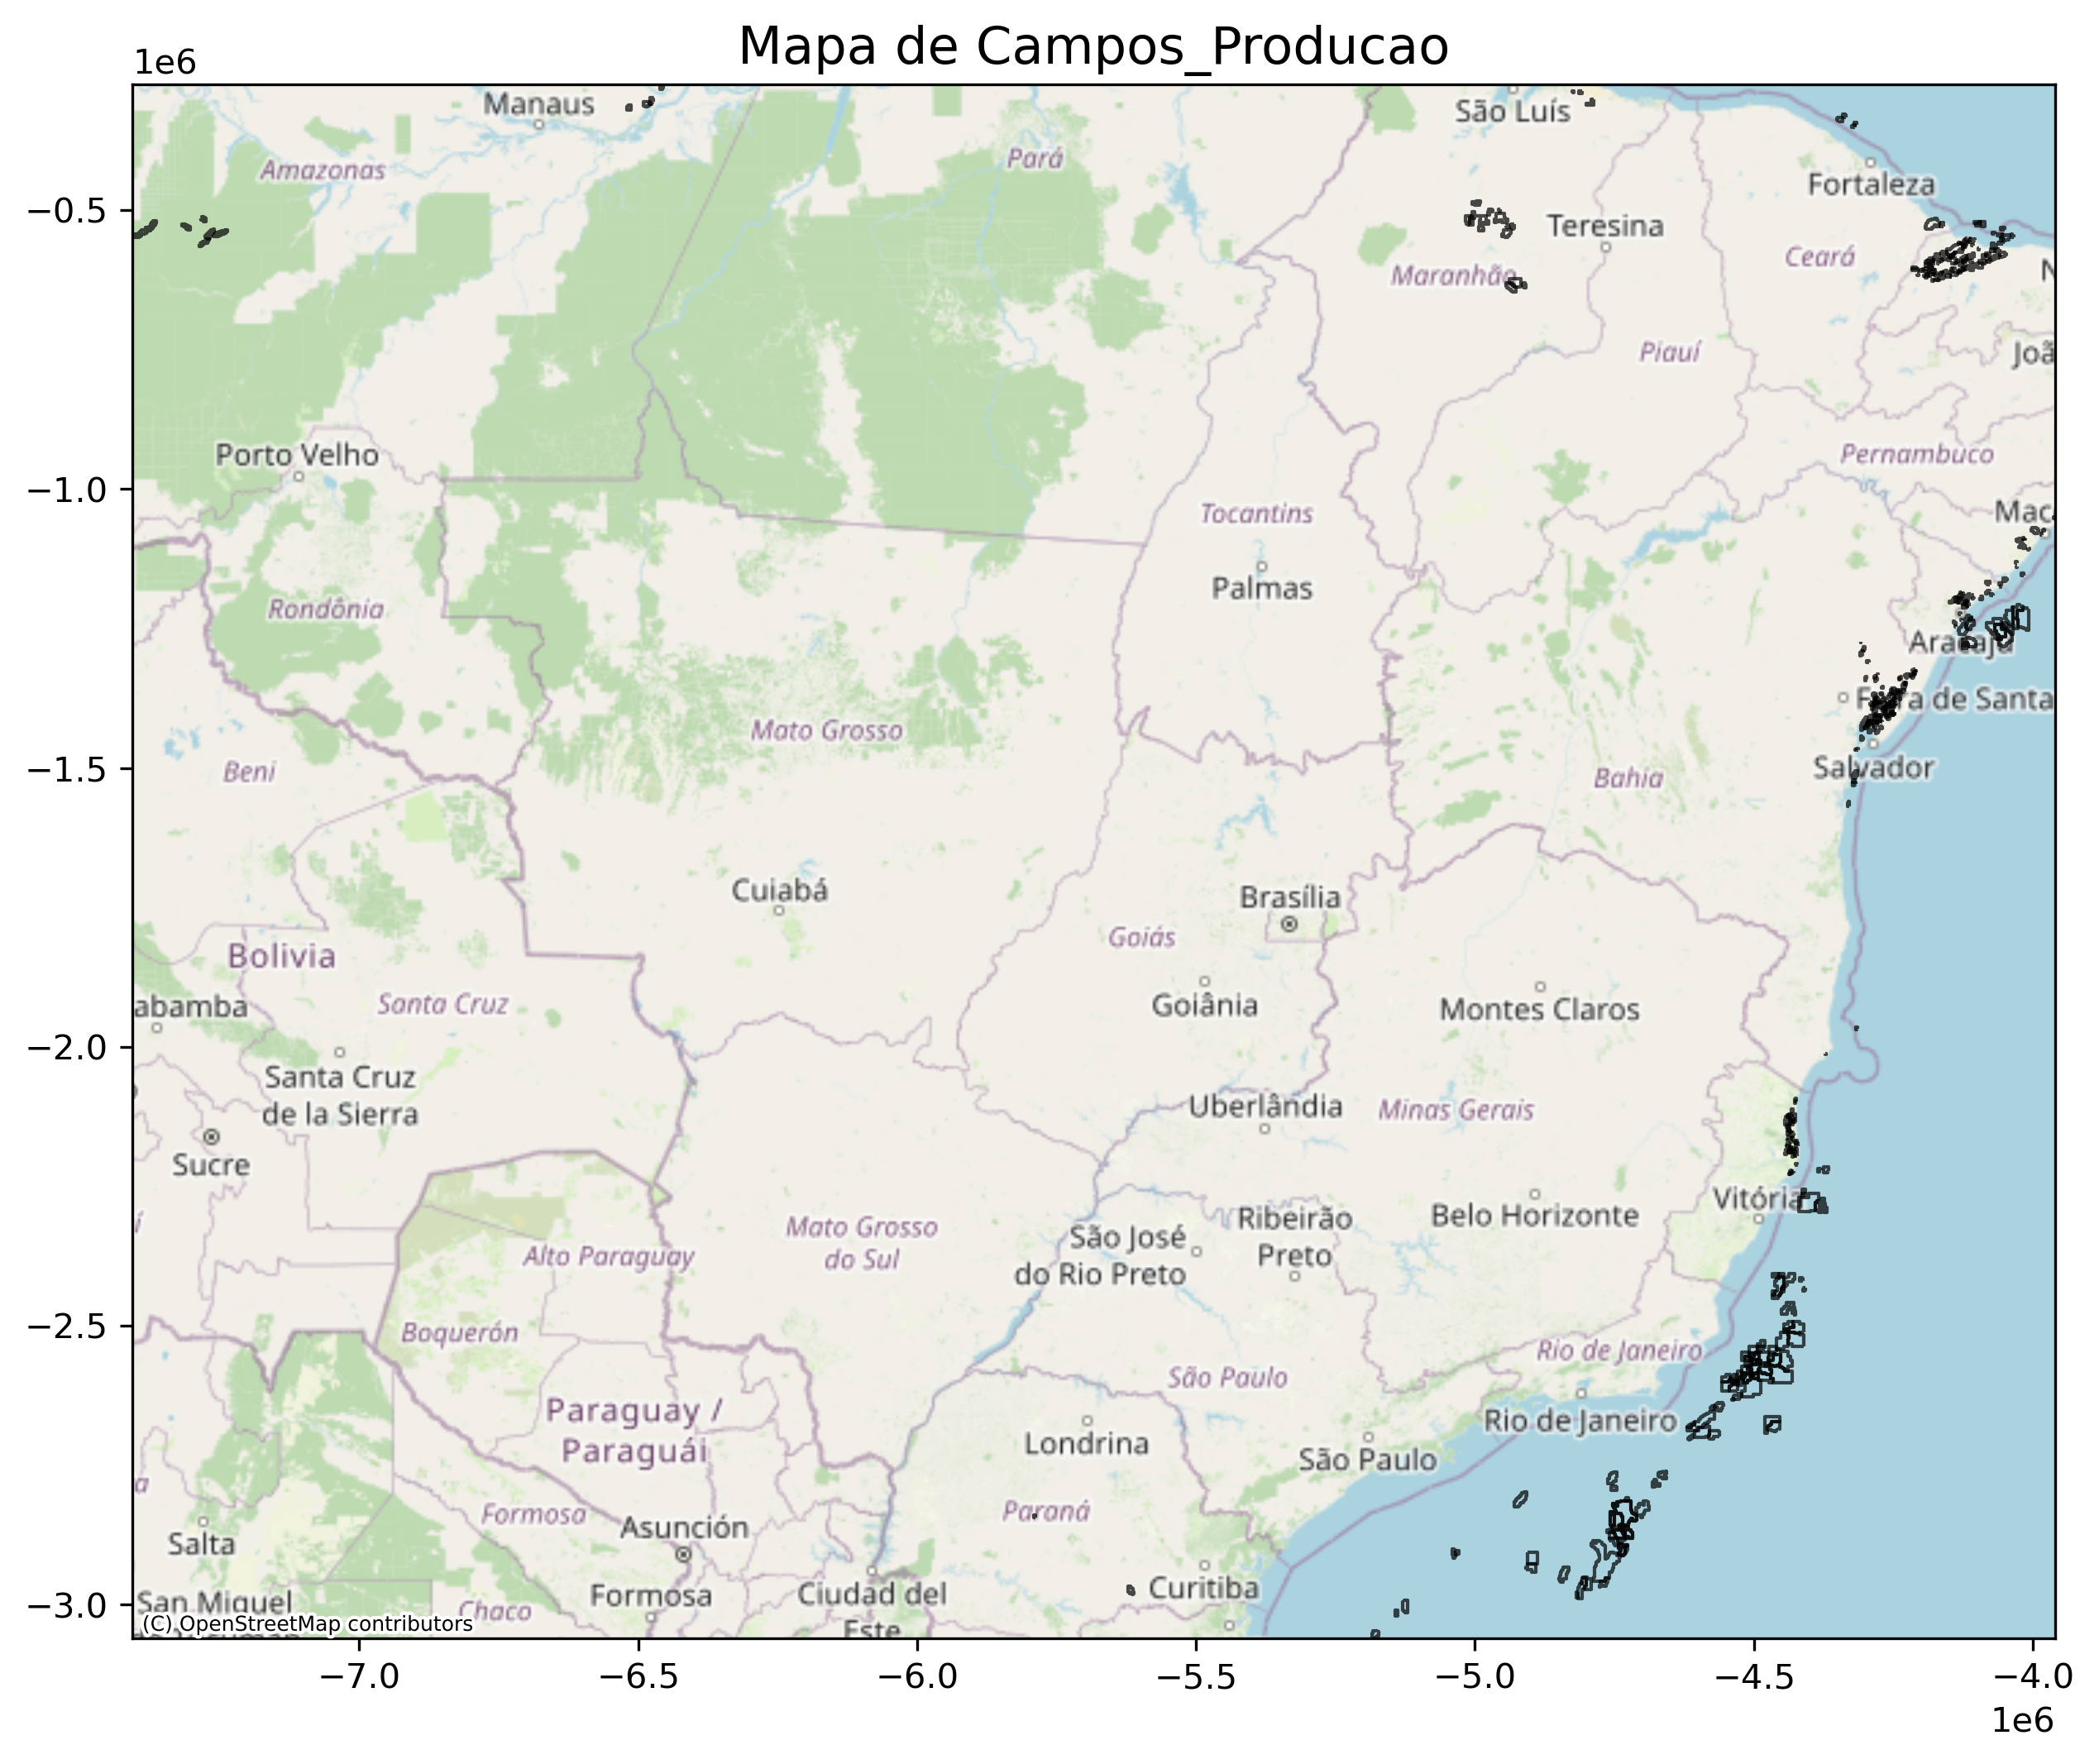 Mapa de Campos_Producao
1e6
Manaus
São Luís
Amazonas
Pará
Fortaleza
−0.5
Teresina
Ceará
Maranhão
N
Piauí
Joã
Porto Velho
Pernambuco
−1.0
Tocantins
Mac
Palmas
Rondônia
Aracaju
Feira de Santa
Mato Grosso
−1.5
Beni
Salvador
Bahia
Cuiabá
Brasília
Goiás
Bolivia
Santa Cruz
abamba
Goiânia
Montes Claros
−2.0
Santa Cruz
de la Sierra
Uberlândia
Minas Gerais
Sucre
Vitória
Ribeirão
Preto
Belo Horizonte
Mato Grosso
do Sul
São José
do Rio Preto
í
Alto Paraguay
−2.5
Boquerón
Rio de Janeiro
São Paulo
Paraguay /
Paraguái
Rio de Janeiro
Londrina
São Paulo
a
Paraná
Formosa
Asunción
Salta
Curitiba
Formosa
Ciudad del
Este
−3.0
San Miguel
Chaco
(C) OpenStreetMap contributors
−7.0
−6.5
−6.0
−5.5
−5.0
−4.5
−4.0
1e6